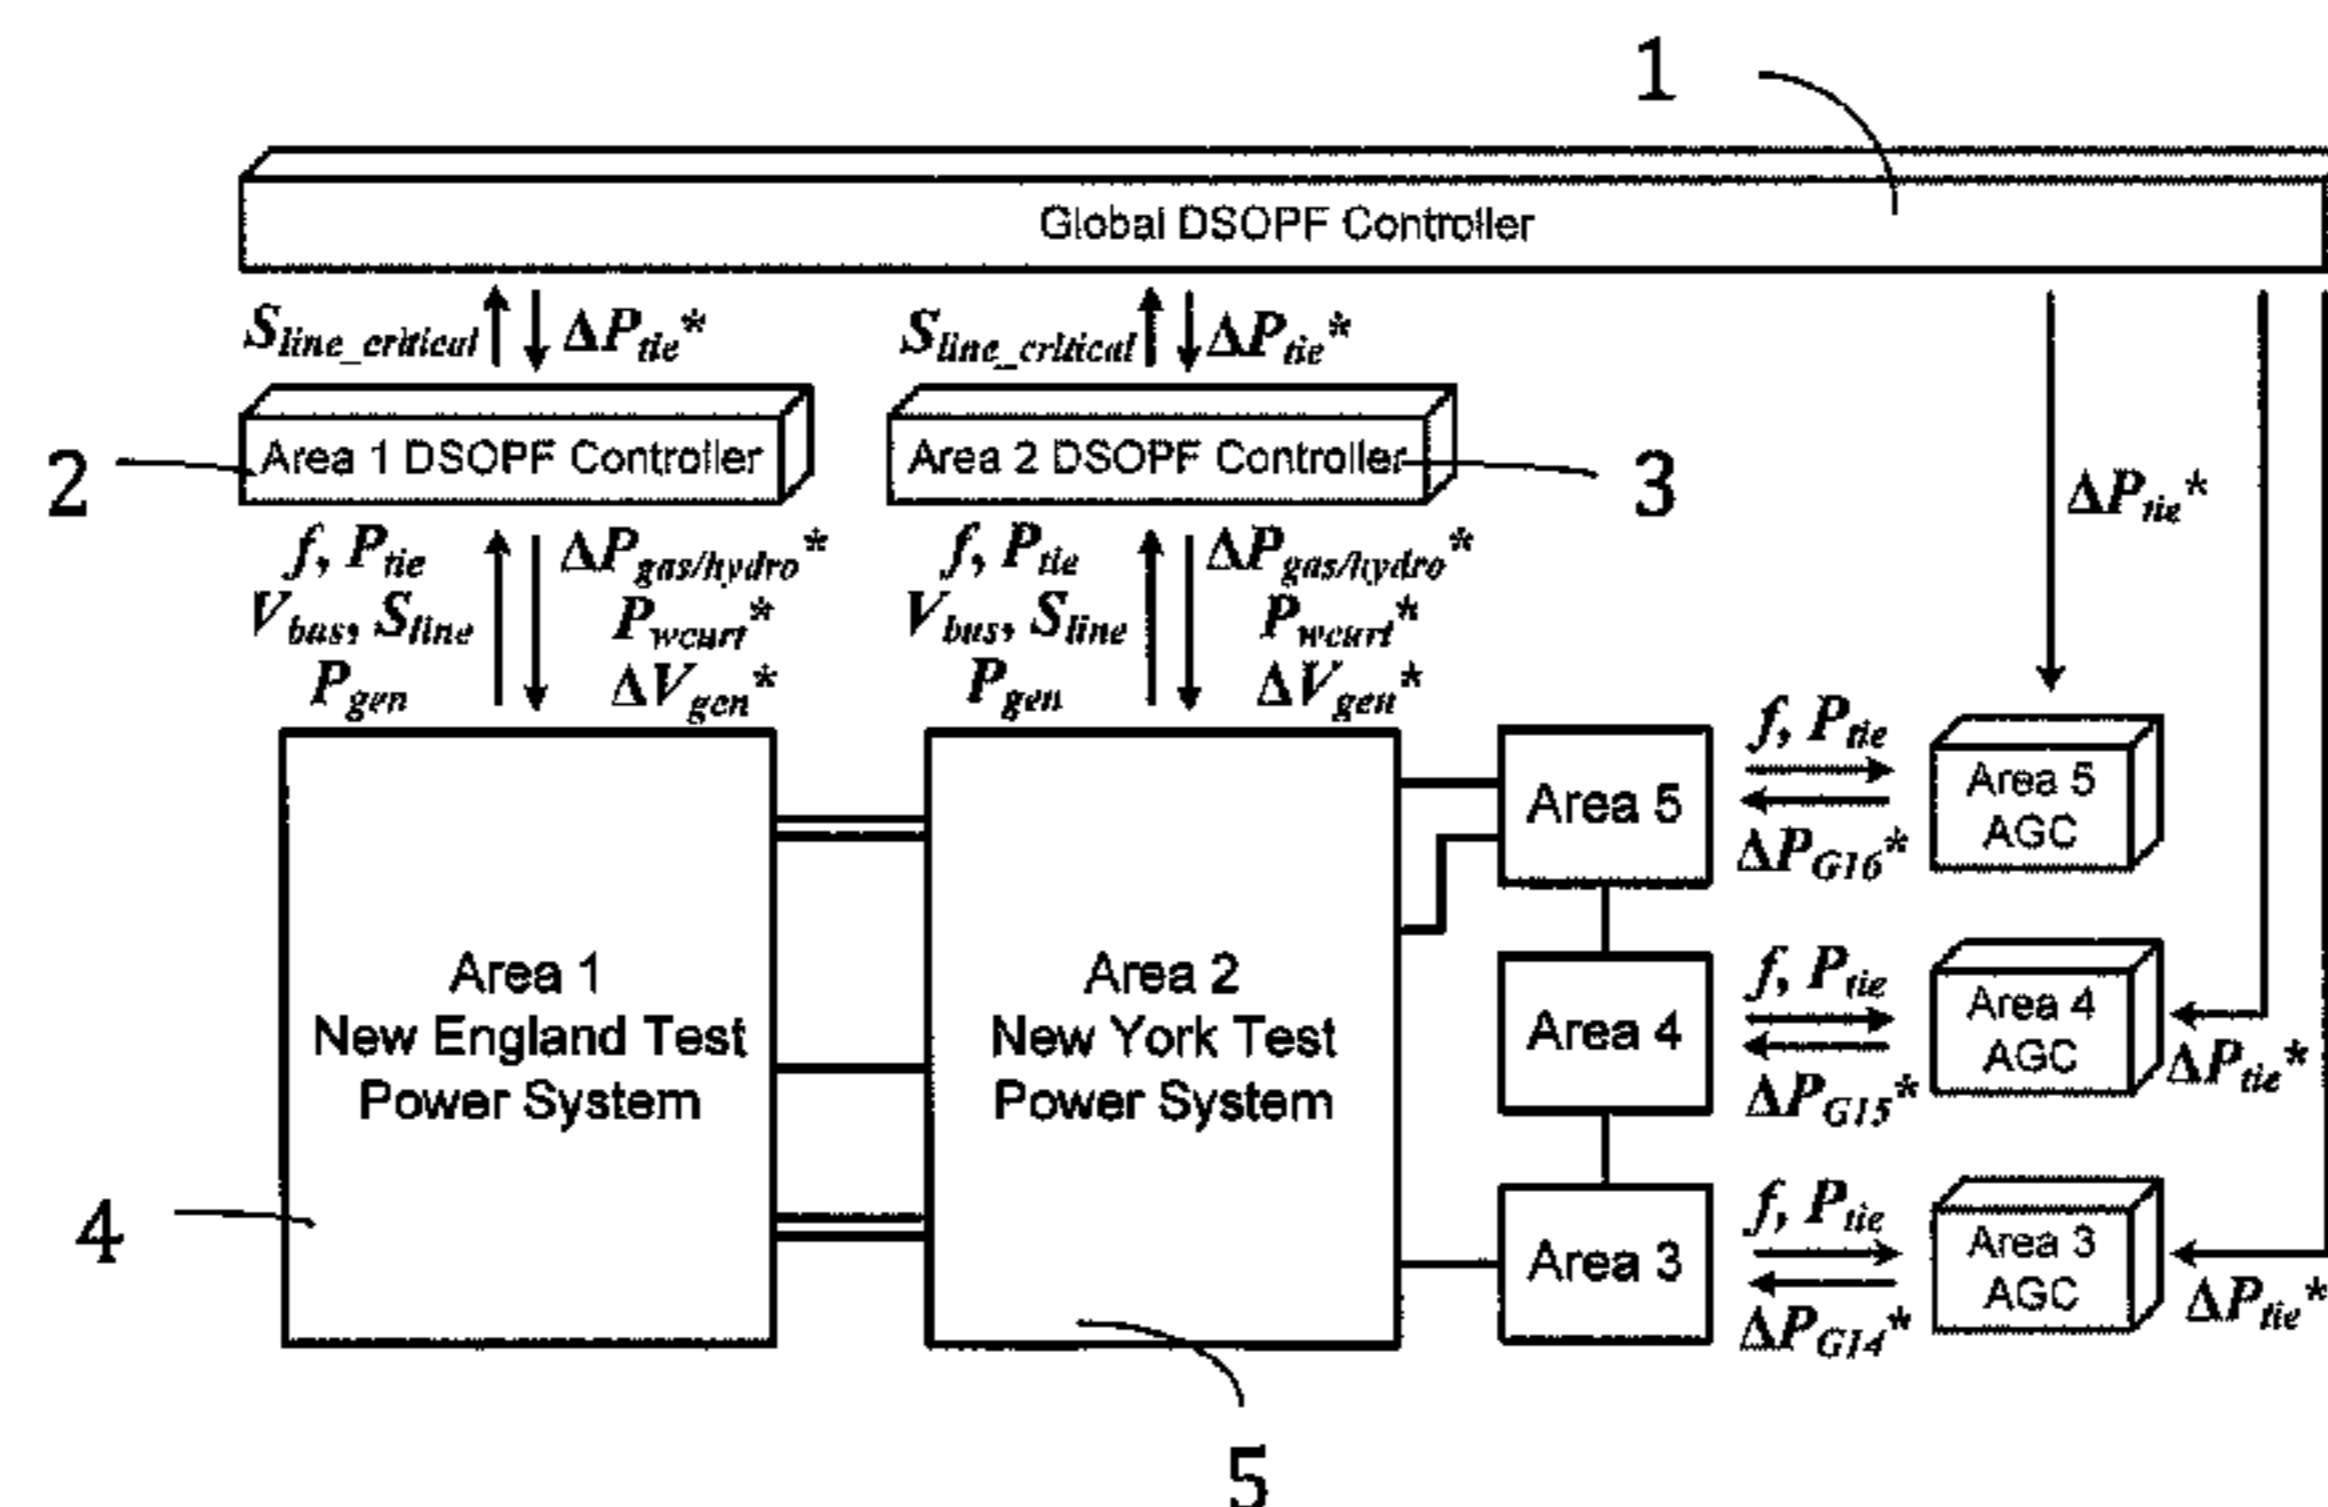 1
Global DSOPF Controller
S_line_critical ΔP_tie*
S_line_critical ΔP_tie*
2
Area 1 DSOPF Controller
Area 2 DSOPF Controller
3
ΔP_tie*
f, P_tie
V_bus, S_line
P_gen
ΔP_gas/hydro*
P_wcurt*
ΔV_gen*
f, P_tie
V_bus, S_line
P_gen
ΔP_gas/hydro*
P_wcurt*
ΔV_gen*
Area 1
New England Test
Power System
Area 2
New York Test
Power System
Area 5
f, P_tie
ΔP_G16*
Area 5
AGC
Area 4
f, P_tie
ΔP_G15*
Area 4
AGC
ΔP_tie*
Area 3
f, P_tie
ΔP_G14*
Area 3
AGC
ΔP_tie*
4
5